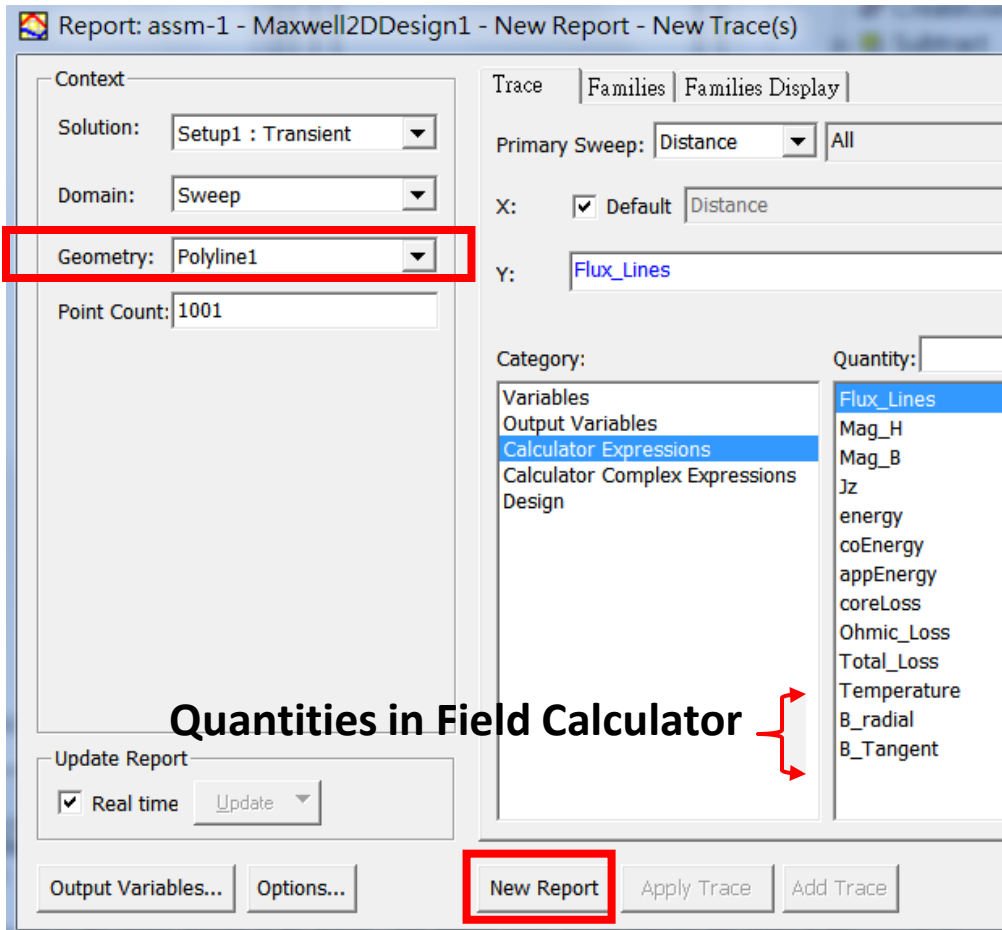 Report: assm-1 - Maxwell2DDesign1 - New Report - New Trace(s)
Context
Solution: Setup1 : Transient
Domain: Sweep
Geometry: Polyline1
Point Count: 1001
Update Report
Real time Update
Output Variables... Options...
Trace Families Families Display
Primary Sweep: Distance All
X: Default Distance
Y: Flux_Lines
Category:
Variables
Output Variables
Calculator Expressions
Calculator Complex Expressions
Design
Quantity:
Flux_Lines
Mag_H
Mag_B
Jz
energy
coEnergy
appEnergy
coreLoss
Ohmic_Loss
Total_Loss
Temperature
B_radial
B_Tangent
Quantities in Field Calculator
New Report Apply Trace Add Trace